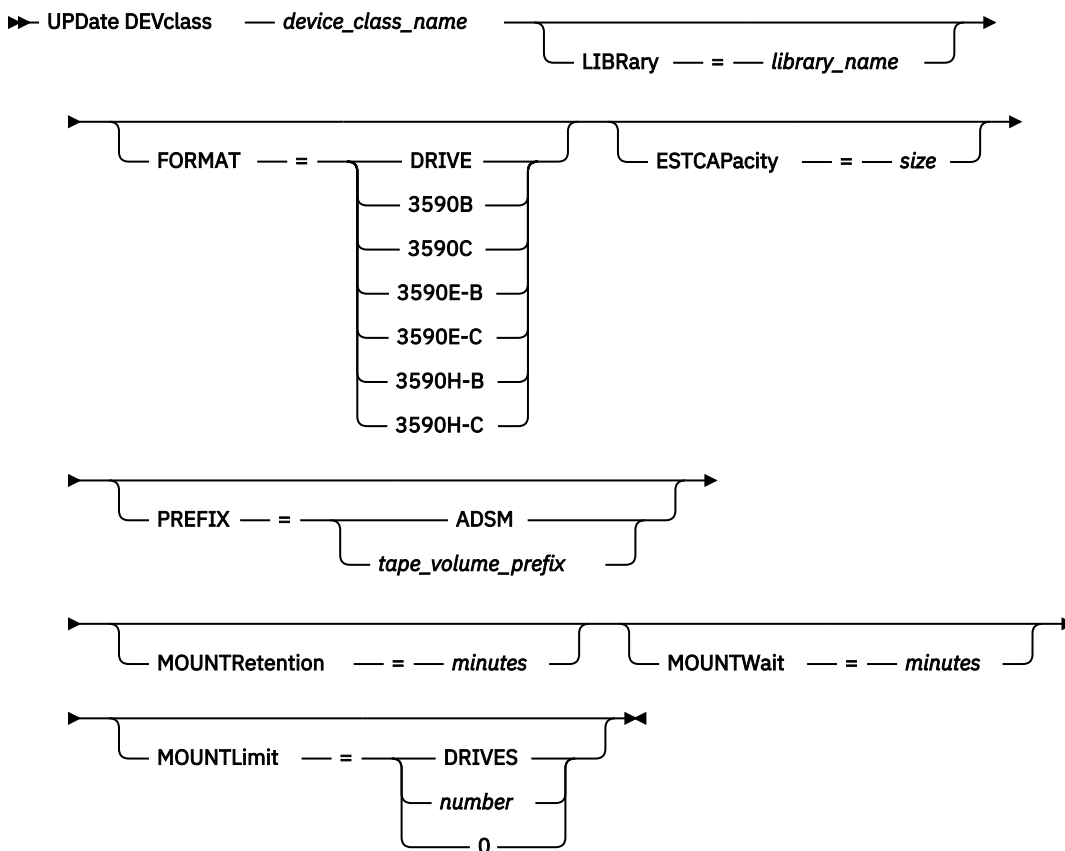 UPDate DEVclass device_class_name
LIBRary = library_name
FORMAT = DRIVE ESTCAPacity = size
3590B
3590C
3590E-B
3590E-C
3590H-B
3590H-C
PREFIX = ADSM
tape_volume_prefix
MOUNTRetention = minutes MOUNTWait = minutes
MOUNTLimit = DRIVES
number
0